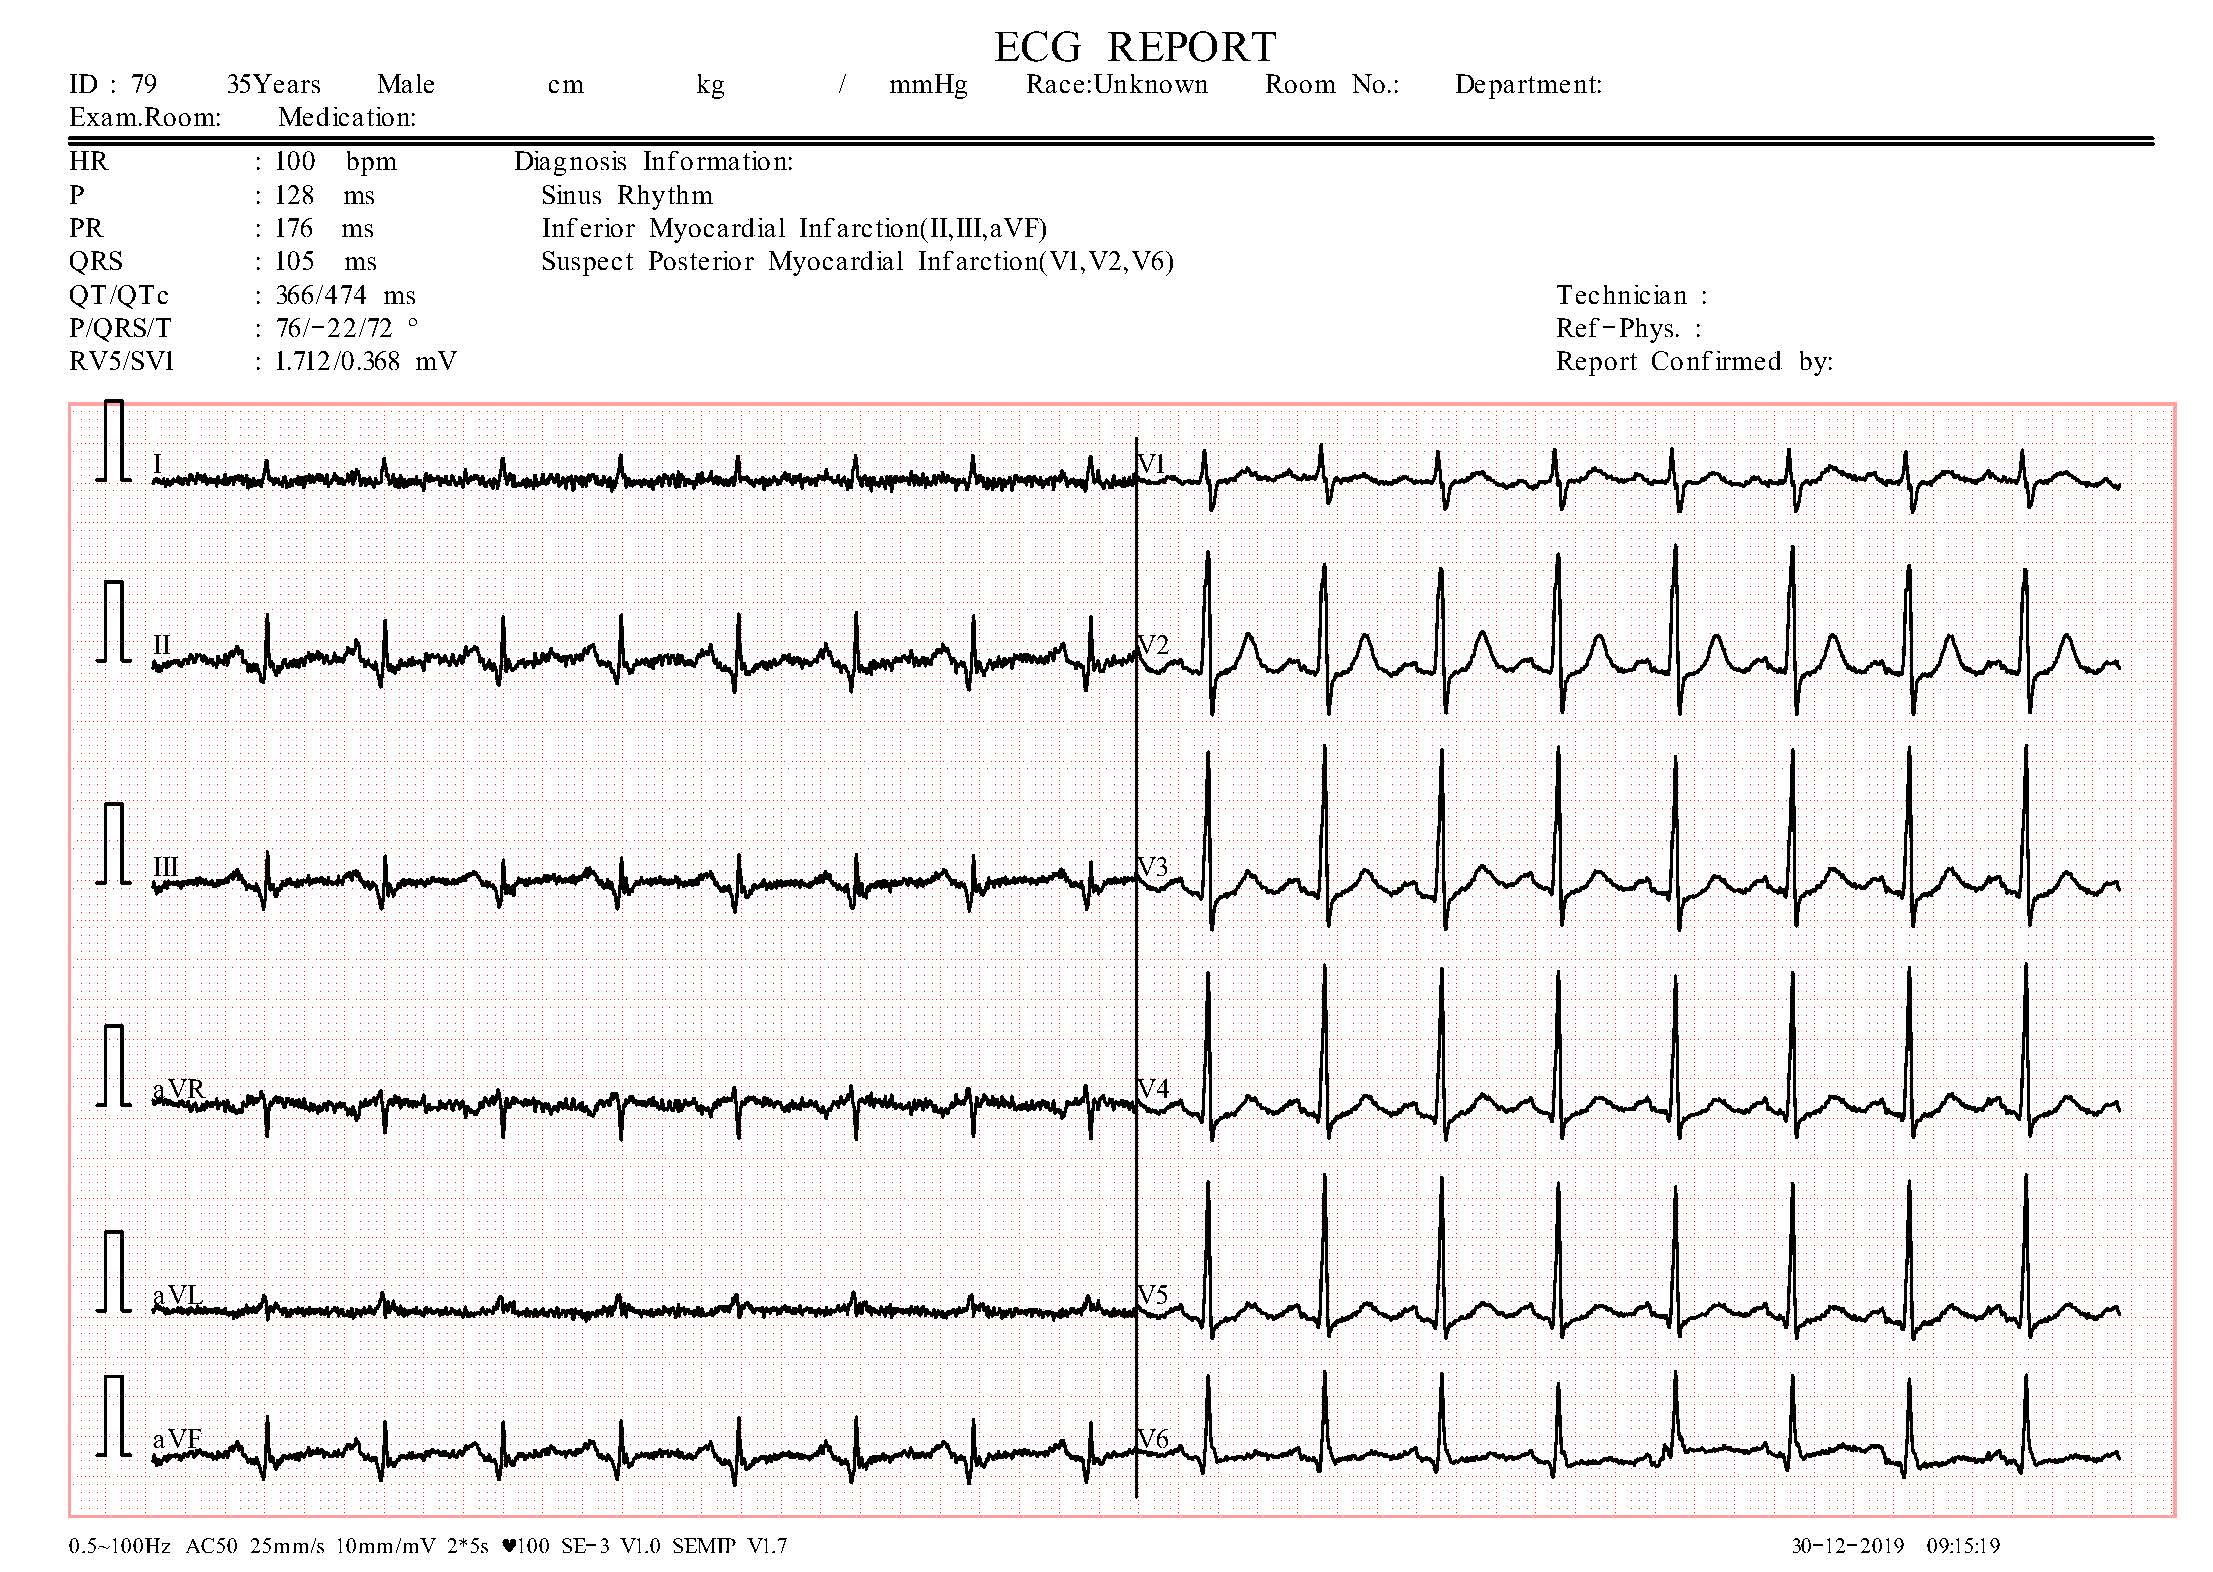 ECG REPORT
ID : 79 35Years Male cm kg / mmHg Race:Unknown Room No.: Department:
Exam.Room: Medication:
HR : 100 bpm Diagnosis Information:
P : 128 ms Sinus Rhythm
PR : 176 ms Inferior Myocardial Infarction(II,III,aVF)
QRS : 105 ms Suspect Posterior Myocardial Infarction(V1,V2,V6)
QT/QTc : 366/474 ms Technician :
P/QRS/T : 76/-22/72 ° Ref-Phys. :
RV5/SV1 : 1.712/0.368 mV Report Confirmed by:
I V1
II V2
III V3
aVR V4
aVL V5
aVF V6
0.5~100Hz AC50 25mm/s 10mm/mV 2*5s ♥100 SE-3 V1.0 SEMIP V1.7 30-12-2019 09:15:19